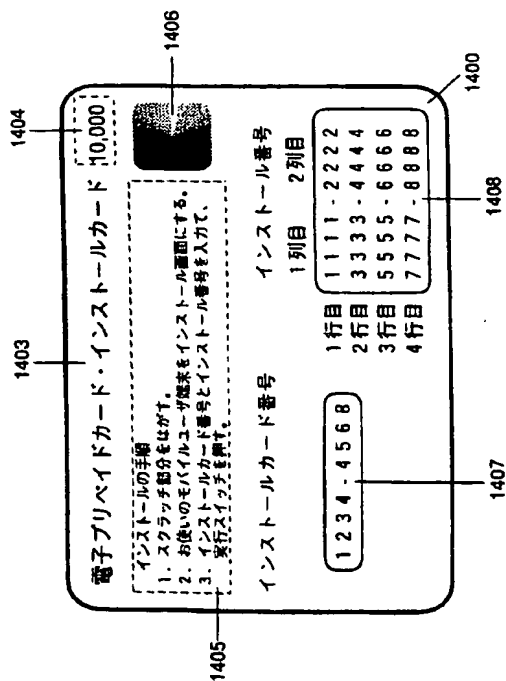 1403
1404
1406
電子プリペイドカード・インストールカード 10,000
インストールの手順
1. スクラッチ部分をはがす。
2. お使いのモバイルユーザ端末をインストール画面にする。
3. インストールカード番号とインストール番号を入力て、
実行スイッチを押す。
1405
インストールカード番号
1234-4568
1407
インストール番号
1列目 2列目
1行目 1111-2222
2行目 3333-4444
3行目 5555-6666
4行目 7777-8888
1408
1400